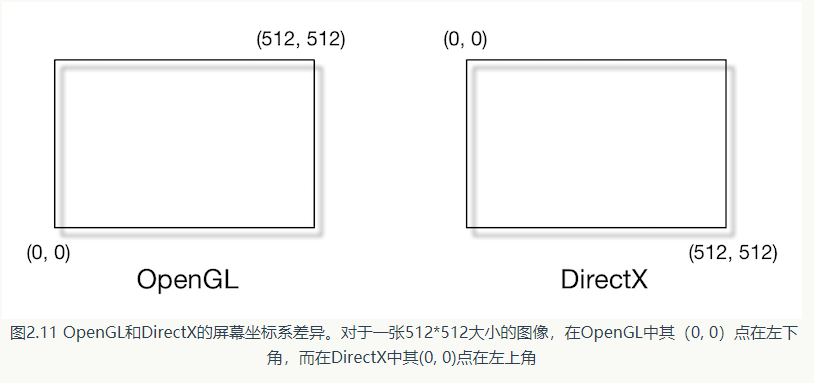 (512, 512)
(0, 0)
(0, 0)
(512, 512)
OpenGL
DirectX
图2.11 OpenGL和DirectX的屏幕坐标系差异。对于一张512*512大小的图像，在OpenGL中其（0, 0）点在左下
角，而在DirectX中其(0, 0)点在左上角